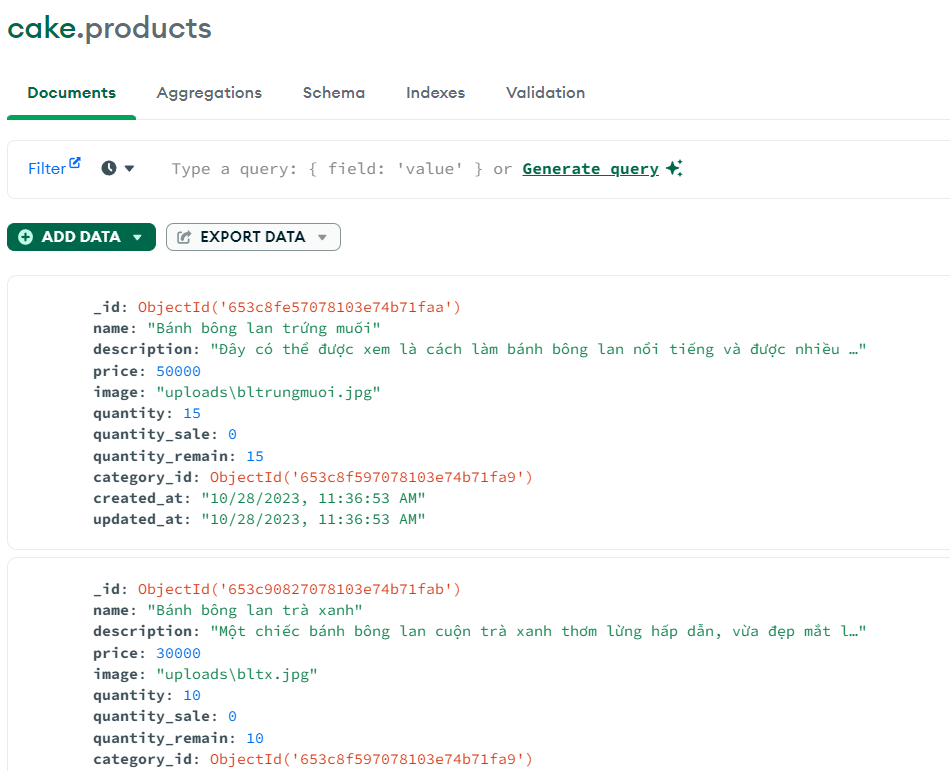 cake.products
Documents Aggregations Schema Indexes Validation
Filter Type a query: { field: 'value' } or Generate query
ADD DATA EXPORT DATA
_id: ObjectId('653c8fe57078103e74b71faa')
name: "Bánh bông lan trứng muối"
description: "Đây có thể được xem là cách làm bánh bông lan nổi tiếng và được nhiều …"
price: 50000
image: "uploads\bltrungmuoi.jpg"
quantity: 15
quantity_sale: 0
quantity_remain: 15
category_id: ObjectId('653c8f597078103e74b71fa9')
created_at: "10/28/2023, 11:36:53 AM"
updated_at: "10/28/2023, 11:36:53 AM"
_id: ObjectId('653c90827078103e74b71fab')
name: "Bánh bông lan trà xanh"
description: "Một chiếc bánh bông lan cuộn trà xanh thơm lừng hấp dẫn, vừa đẹp mắt l…"
price: 30000
image: "uploads\bltx.jpg"
quantity: 10
quantity_sale: 0
quantity_remain: 10
category_id: ObjectId('653c8f597078103e74b71fa9')